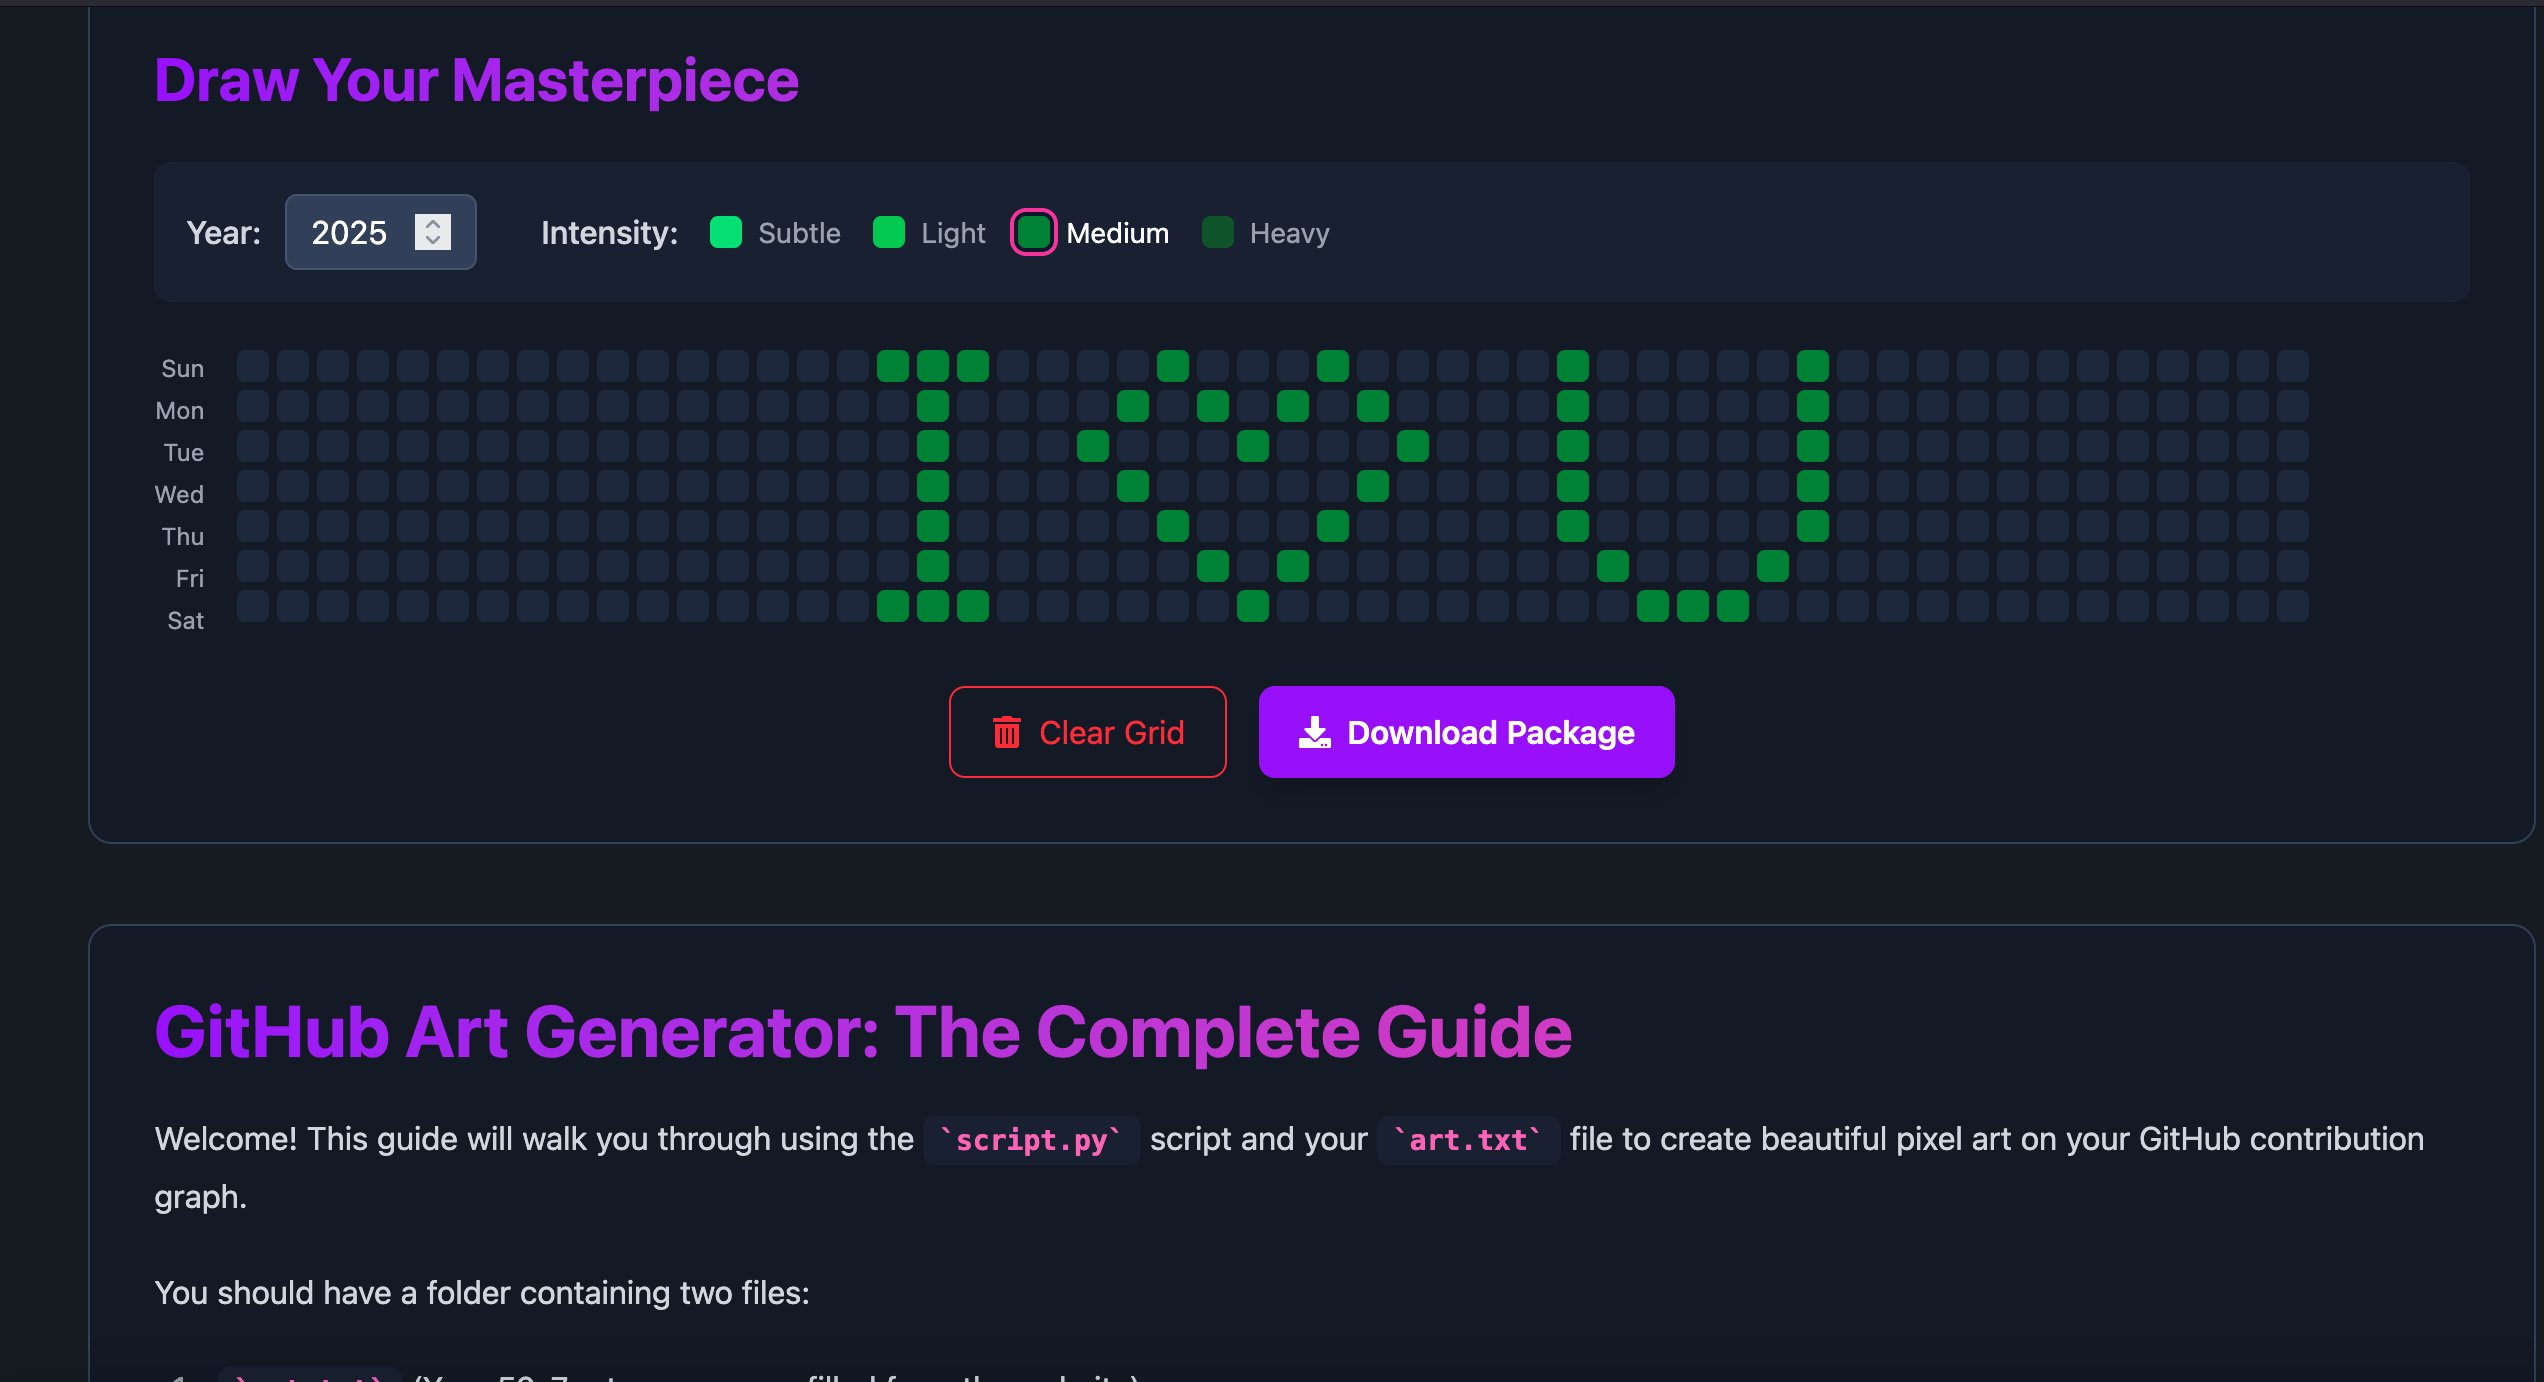 Draw Your Masterpiece
Year: 2025 Intensity: Subtle Light Medium Heavy
Sun
Mon
Tue
Wed
Thu
Fri
Sat
Clear Grid Download Package
GitHub Art Generator: The Complete Guide
Welcome! This guide will walk you through using the `script.py` script and your `art.txt` file to create beautiful pixel art on your GitHub contribution
graph.
You should have a folder containing two files: